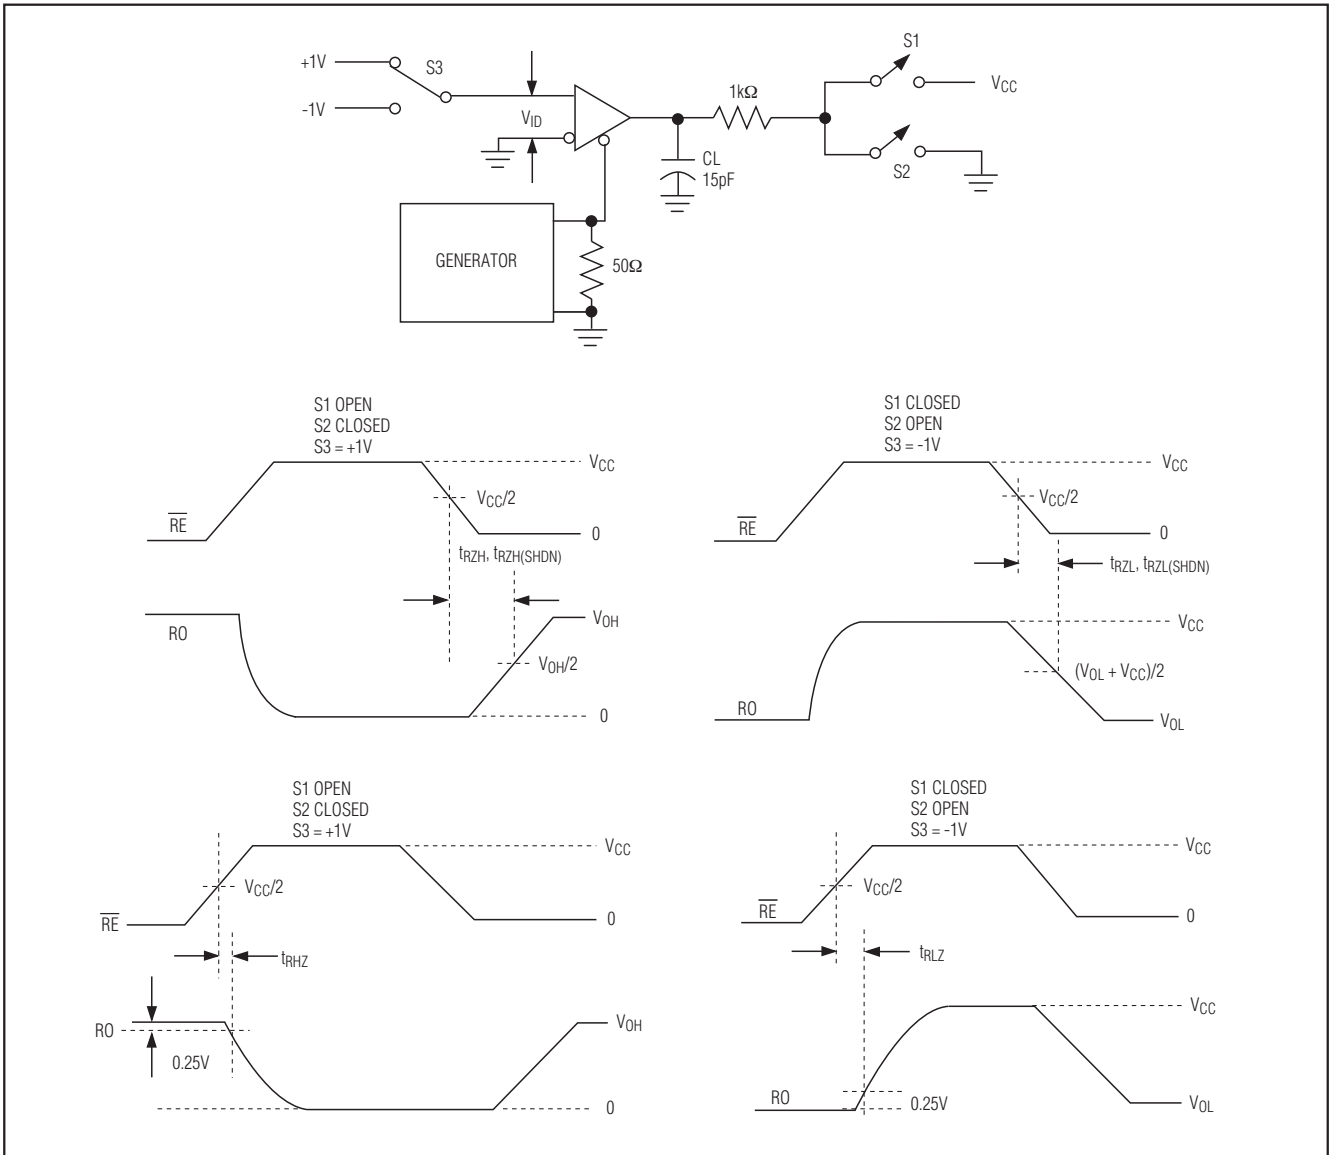 +1V
S3
-1V
VID
1kΩ
S1
VCC
S2
CL
15pF
GENERATOR
50Ω
S1 OPEN
S2 CLOSED
S3 = +1V
VCC
VCC/2
RE
0
tRZH, tRZH(SHDN)
RO
VOH
VOH/2
0
S1 CLOSED
S2 OPEN
S3 = -1V
VCC
VCC/2
RE
0
tRZL, tRZL(SHDN)
VCC
(VOL + VCC)/2
RO
VOL
S1 OPEN
S2 CLOSED
S3 = +1V
VCC
VCC/2
RE
0
tRHZ
RO
VOH
0.25V
0
S1 CLOSED
S2 OPEN
S3 = -1V
VCC
VCC/2
RE
0
tRLZ
VCC
RO
0.25V
VOL